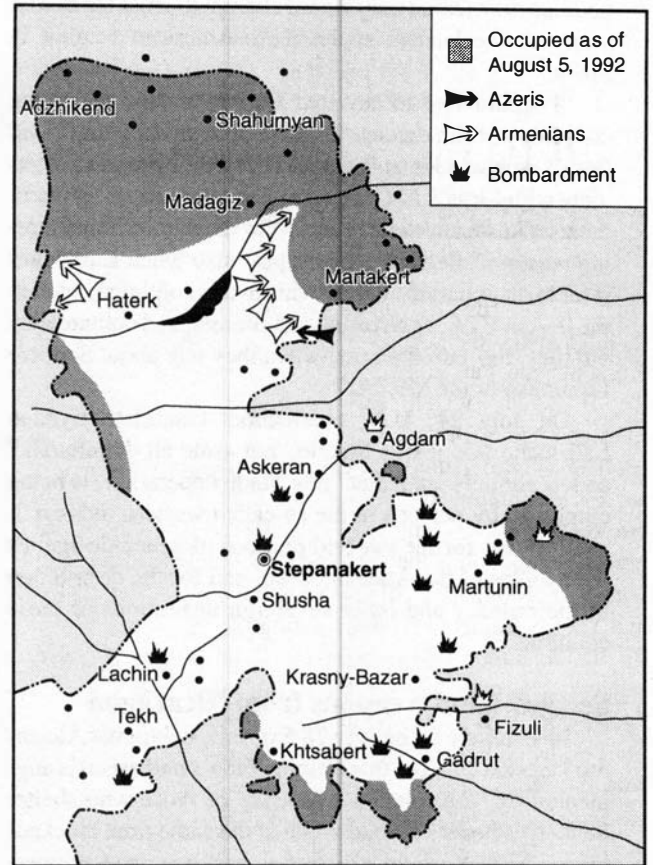 Occupied as of
August 5, 1992
Azeris
Armenians
Bombardment
Adzhikend
Shahumyan
Madagiz
Martakert
Haterk
Agdam
Askeran
Stepanakert
Martunin
Shusha
Lachin
Krasny-Bazar
Tekh
Fizuli
Khtsabert
Gadrut